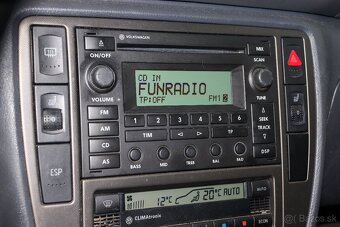 VOLKSWAGEN
MIX
ON/OFF
SCAN
CD IN
FUNRADIO
TP:OFF FM1 2
VOLUME
TUNE
FM
AM
CD
AS
1 2 3 4 5 6
TIM
SEEK
TRACK
DSP
BASS MID TREB BAL FAD
ESP
12°C 20°C AUTO
AUTO
CLIMAtronic
ECON
bazos.sk